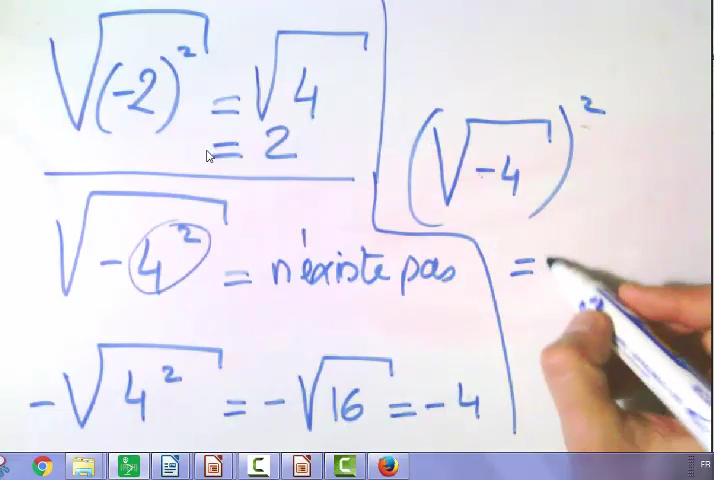 √(-2)² = √4
= 2
√-4² = n'existe pas
-√4² = -√16 = -4
(√-4)²
=
FR